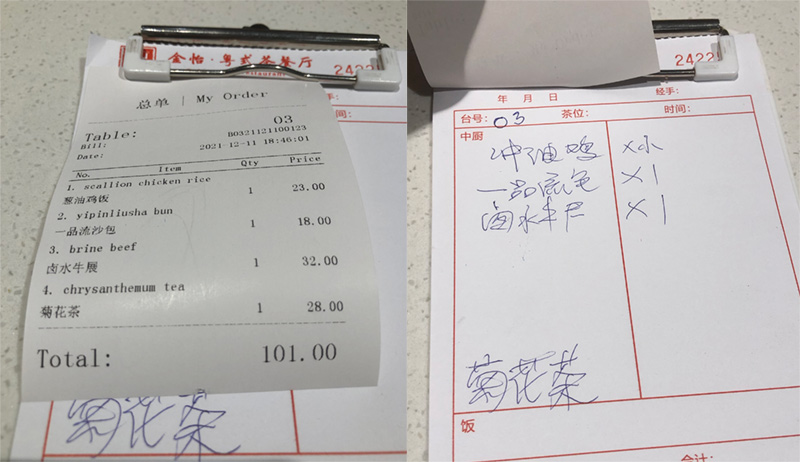 金怡·粤式茶餐厅
2422
总单 | My Order
Table: 03
Bill: B0321121100123
Date: 2021-12-11 18:46:01
No. Item Qty Price
1. scallion chicken rice
葱油鸡饭 1 23.00
2. yipinliusha bun
一品流沙包 1 18.00
3. brine beef
卤水牛展 1 32.00
4. chrysanthemum tea
菊花茶 1 28.00
Total: 101.00
菊花茶
2422
年 月 日 经手:
台号: 03 茶位: 时间:
中厨
油鸡 X小
一品流包 X1
卤水牛 X1
菊花茶
饭
合计: